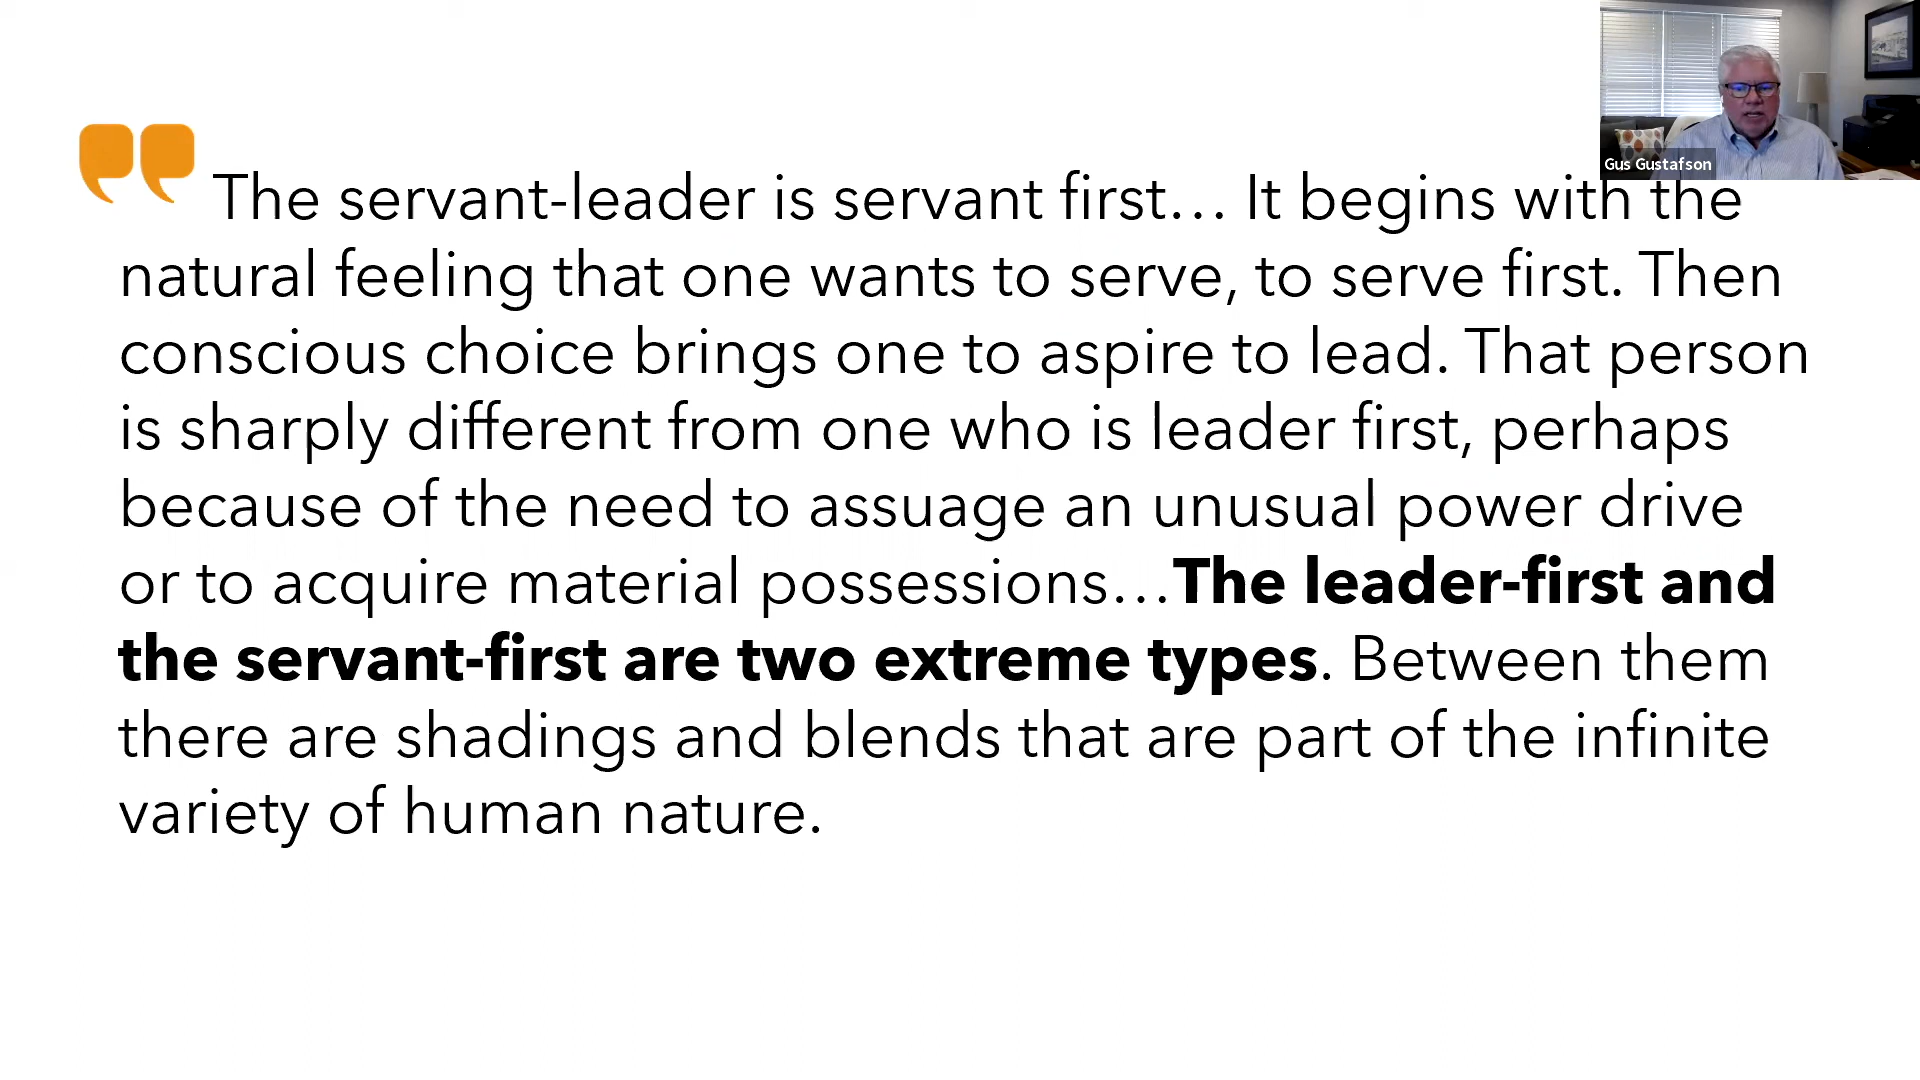 Gus Gustafson
The servant-leader is servant first… It begins with the
natural feeling that one wants to serve, to serve first. Then
conscious choice brings one to aspire to lead. That person
is sharply different from one who is leader first, perhaps
because of the need to assuage an unusual power drive
or to acquire material possessions…The leader-first and
the servant-first are two extreme types. Between them
there are shadings and blends that are part of the infinite
variety of human nature.